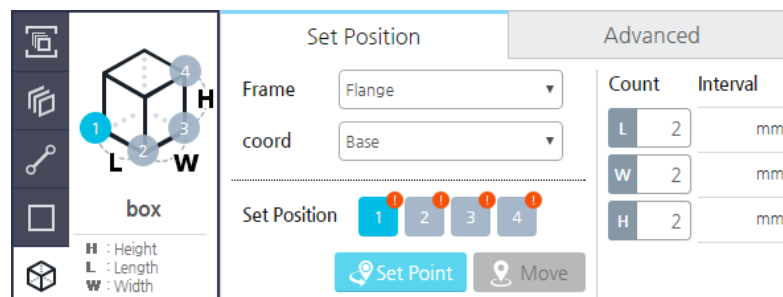 Set Position
Advanced
4
H
1
3
2
L
W
box
H : Height
L : Length
W : Width
Frame
Flange
coord
Base
Set Position
1 ! 2 ! 3 ! 4 !
Set Point
Move
Count Interval
L 2 mm
W 2 mm
H 2 mm